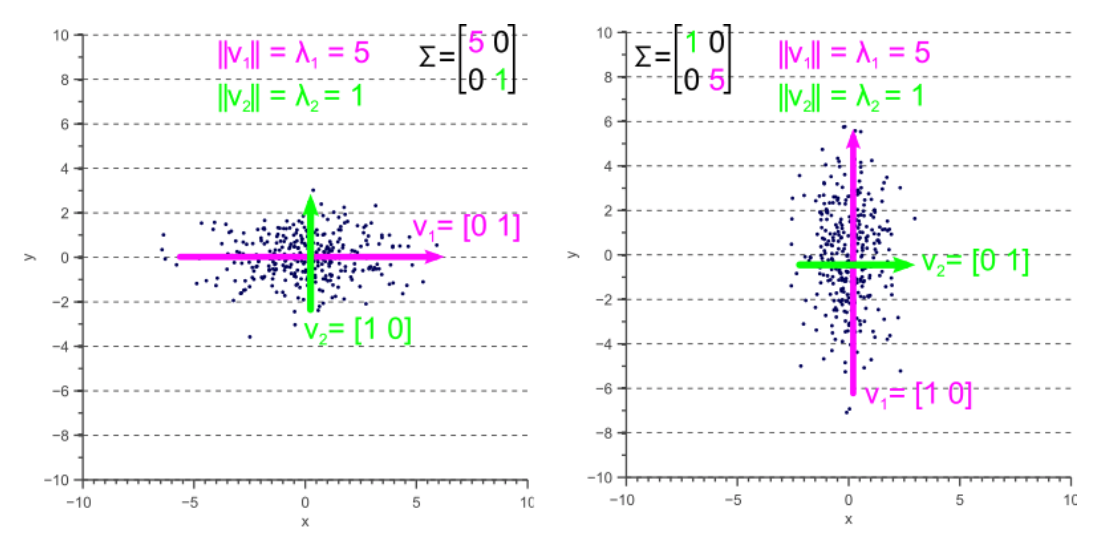 ‖v₁‖ = λ₁ = 5
‖v₂‖ = λ₂ = 1
Σ= [5 0
0 1]
10
8
6
4
2
0
−2
−4
−6
−8
−10
y
v₁= [0 1]
v₂= [1 0]
−10 −5 0 5 10
x
Σ= [1 0
0 5]
‖v₁‖ = λ₁ = 5
‖v₂‖ = λ₂ = 1
10
8
6
4
2
0
−2
−4
−6
−8
−10
y
v₂= [0 1]
v₁= [1 0]
−10 −5 0 5 10
x